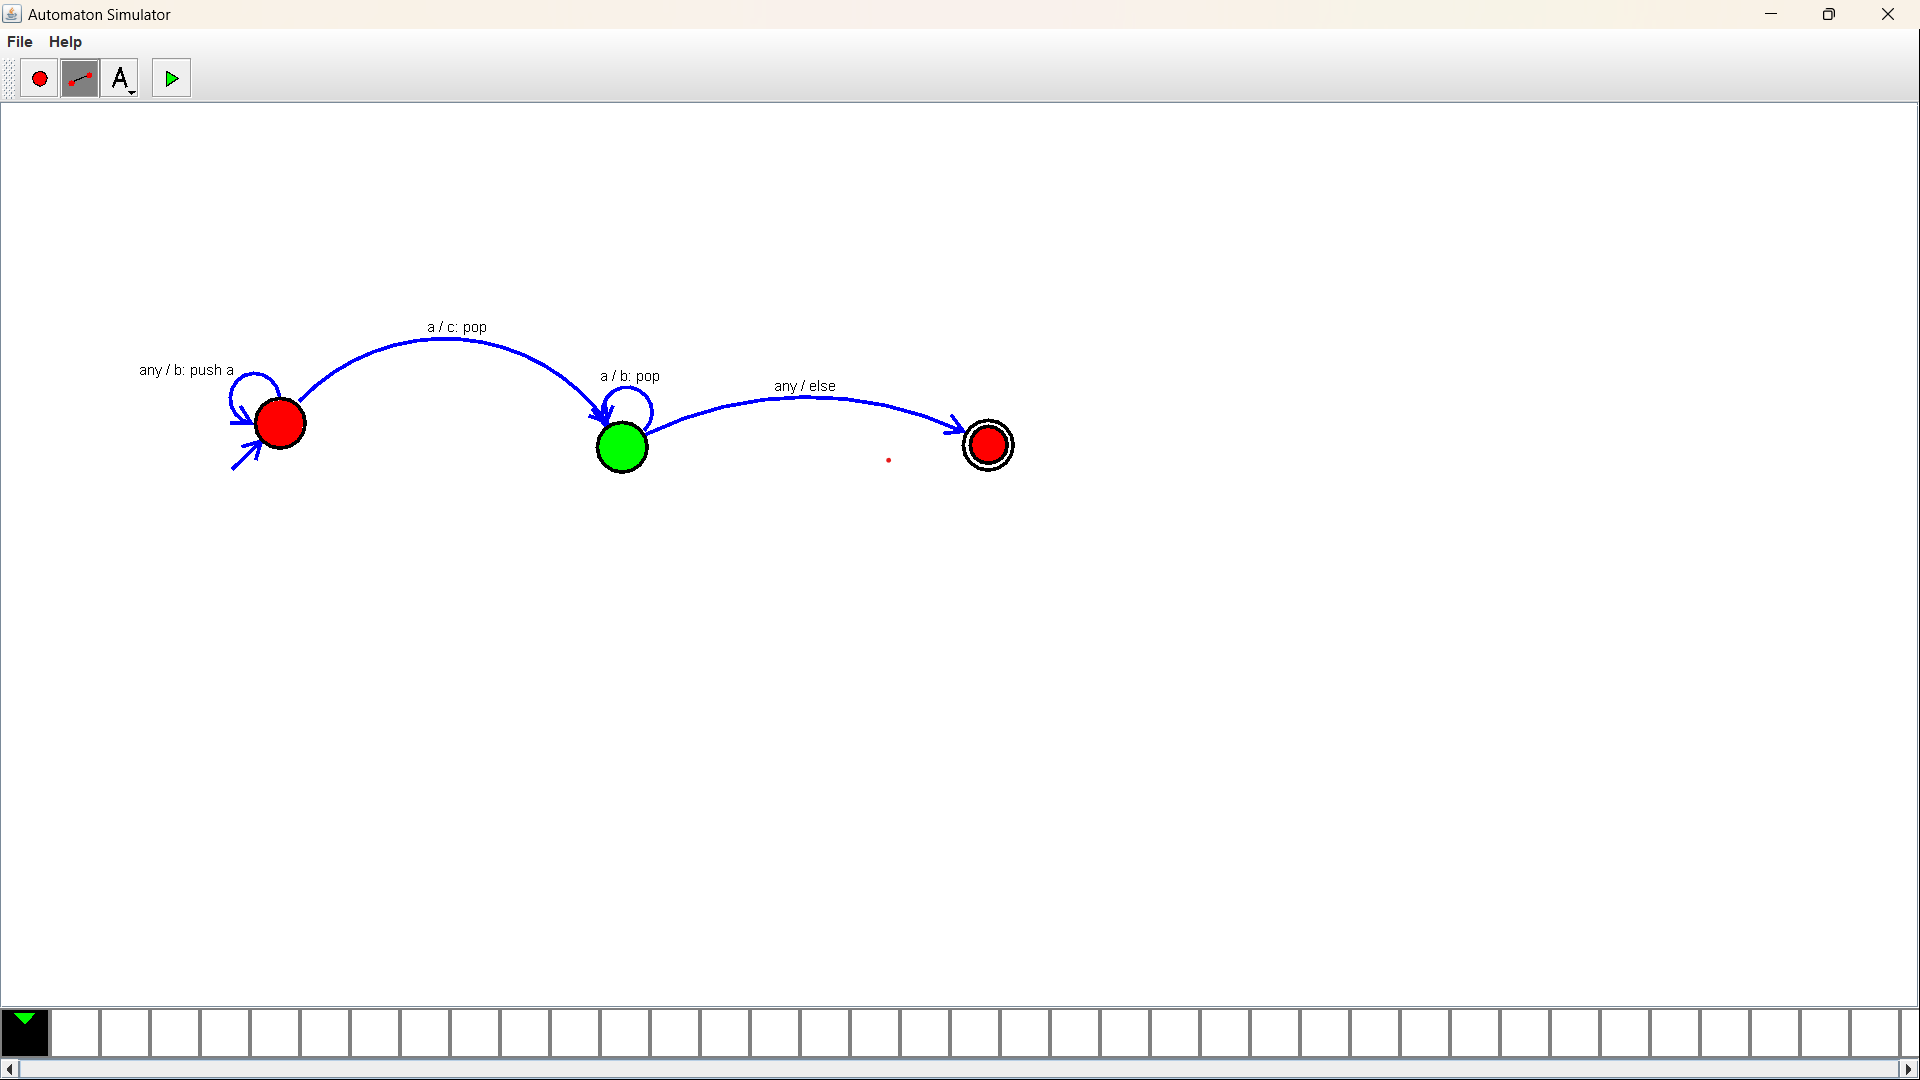 Automaton Simulator
File Help
A
a / c: pop
any / b: push a
a / b: pop
any / else